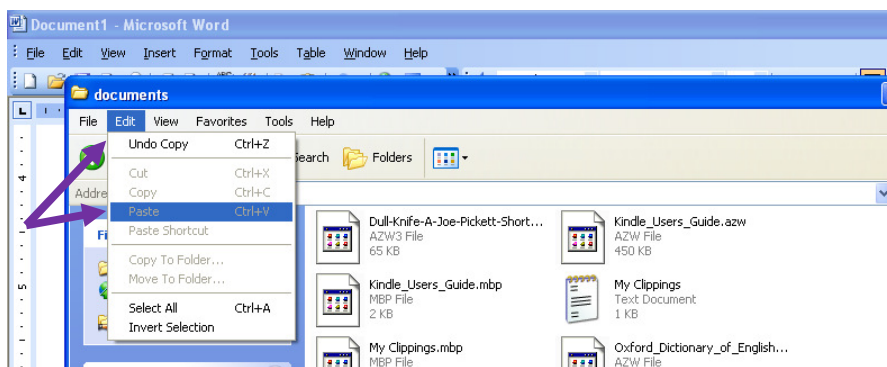 Document1 - Microsoft Word
File Edit View Insert Format Tools Table Window Help
documents
File Edit View Favorites Tools Help
Undo Copy Ctrl+Z
Search Folders
Cut Ctrl+X
Copy Ctrl+C
Paste Ctrl+V
Paste Shortcut
Copy To Folder...
Move To Folder...
Select All Ctrl+A
Invert Selection
Dull-Knife-A-Joe-Pickett-Short...
AZW3 File
65 KB
Kindle_Users_Guide.azw
AZW File
450 KB
Kindle_Users_Guide.mbp
MBP File
2 KB
My Clippings
Text Document
1 KB
My Clippings.mbp
MBP File
Oxford_Dictionary_of_English...
AZW File